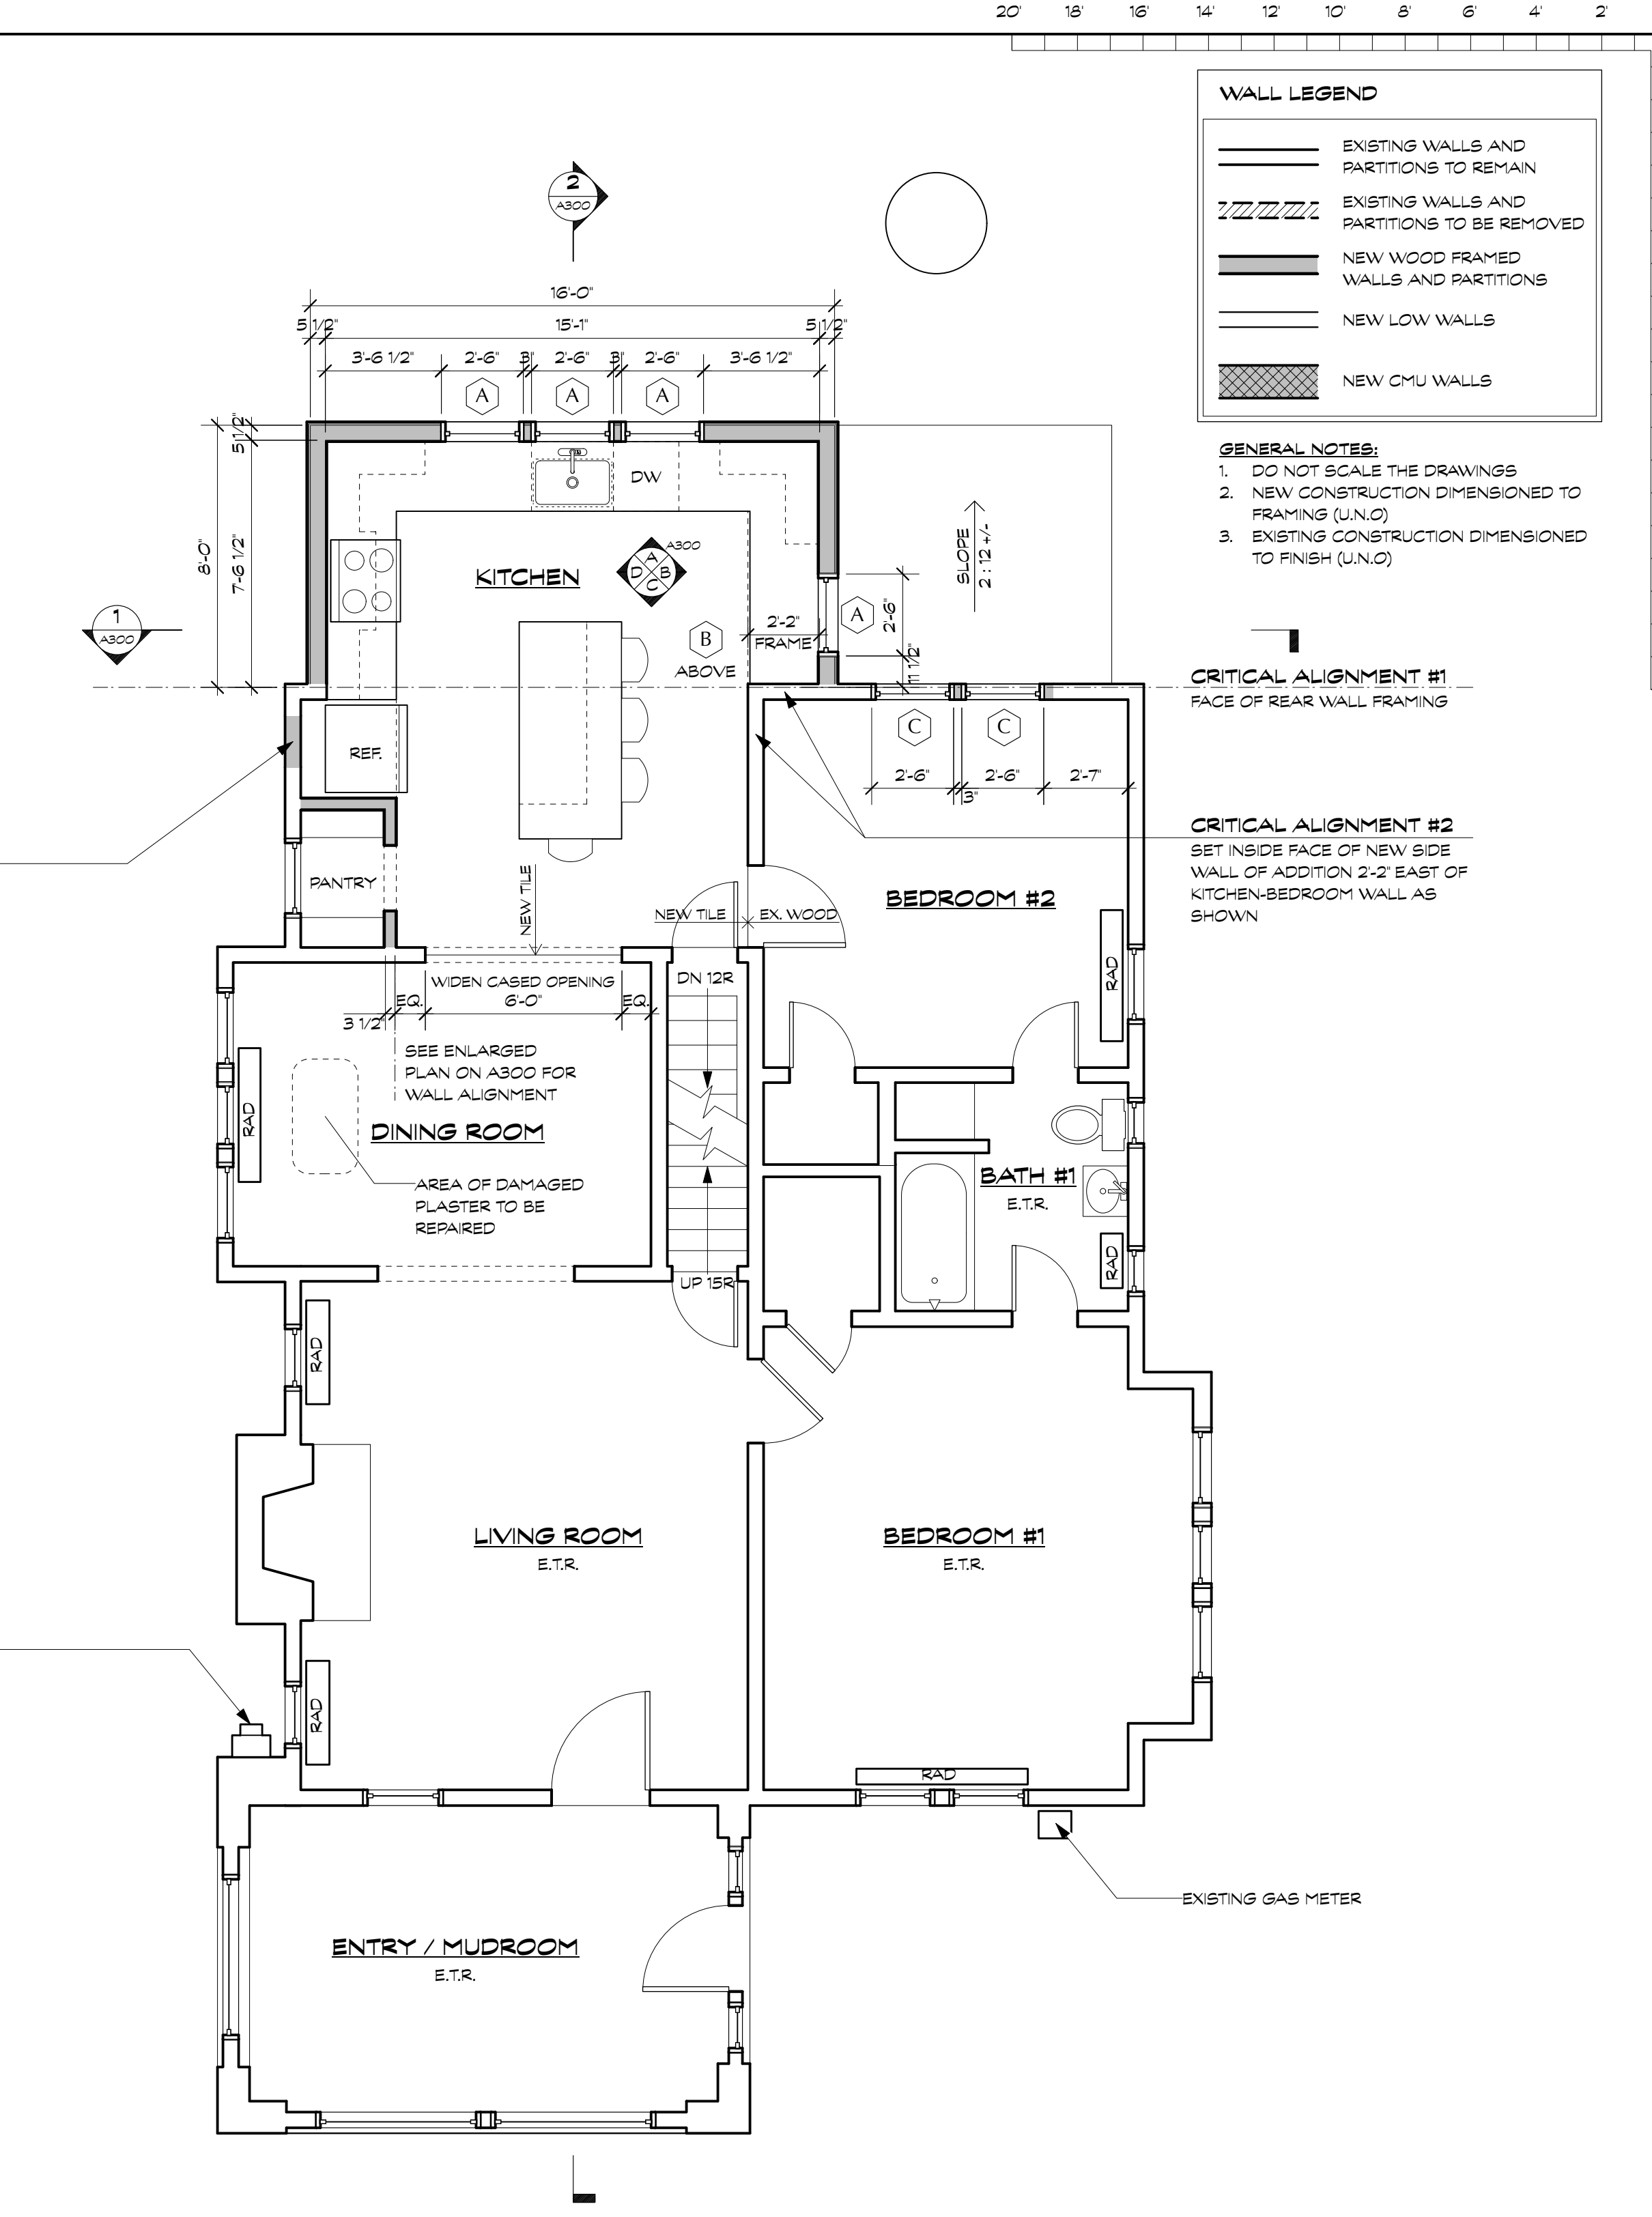 20' 18' 16' 14' 12' 10' 8' 6' 4' 2'
WALL LEGEND
EXISTING WALLS AND
PARTITIONS TO REMAIN
EXISTING WALLS AND
PARTITIONS TO BE REMOVED
NEW WOOD FRAMED
WALLS AND PARTITIONS
NEW LOW WALLS
NEW CMU WALLS
GENERAL NOTES:
1. DO NOT SCALE THE DRAWINGS
2. NEW CONSTRUCTION DIMENSIONED TO
FRAMING (U.N.O)
3. EXISTING CONSTRUCTION DIMENSIONED
TO FINISH (U.N.O)
2
A300
16'-0"
5 1/2" 15'-1" 5 1/2"
3'-6 1/2" 2'-6" 3" 2'-6" 3" 2'-6" 3'-6 1/2"
A A A
5 1/2"
8'-0"
7-6 1/2"
DW
KITCHEN
A300
A
D B
C
SLOPE
2 : 12 +/-
1
A300
B
ABOVE
2'-2"
FRAME
A
2'-6"
11 1/2"
CRITICAL ALIGNMENT #1
FACE OF REAR WALL FRAMING
C C
2'-6" 2'-6" 2'-7"
3"
REF.
CRITICAL ALIGNMENT #2
SET INSIDE FACE OF NEW SIDE
WALL OF ADDITION 2'-2" EAST OF
KITCHEN-BEDROOM WALL AS
SHOWN
PANTRY
NEW TILE
BEDROOM #2
NEW TILE EX. WOOD
RAD
DN 12R
WIDEN CASED OPENING
EQ. 6'-0" EQ.
3 1/2"
SEE ENLARGED
PLAN ON A300 FOR
WALL ALIGNMENT
RAD
DINING ROOM
AREA OF DAMAGED
PLASTER TO BE
REPAIRED
BATH #1
E.T.R.
RAD
UP 15R
RAD
LIVING ROOM
E.T.R.
BEDROOM #1
E.T.R.
RAD
RAD
EXISTING GAS METER
ENTRY / MUDROOM
E.T.R.